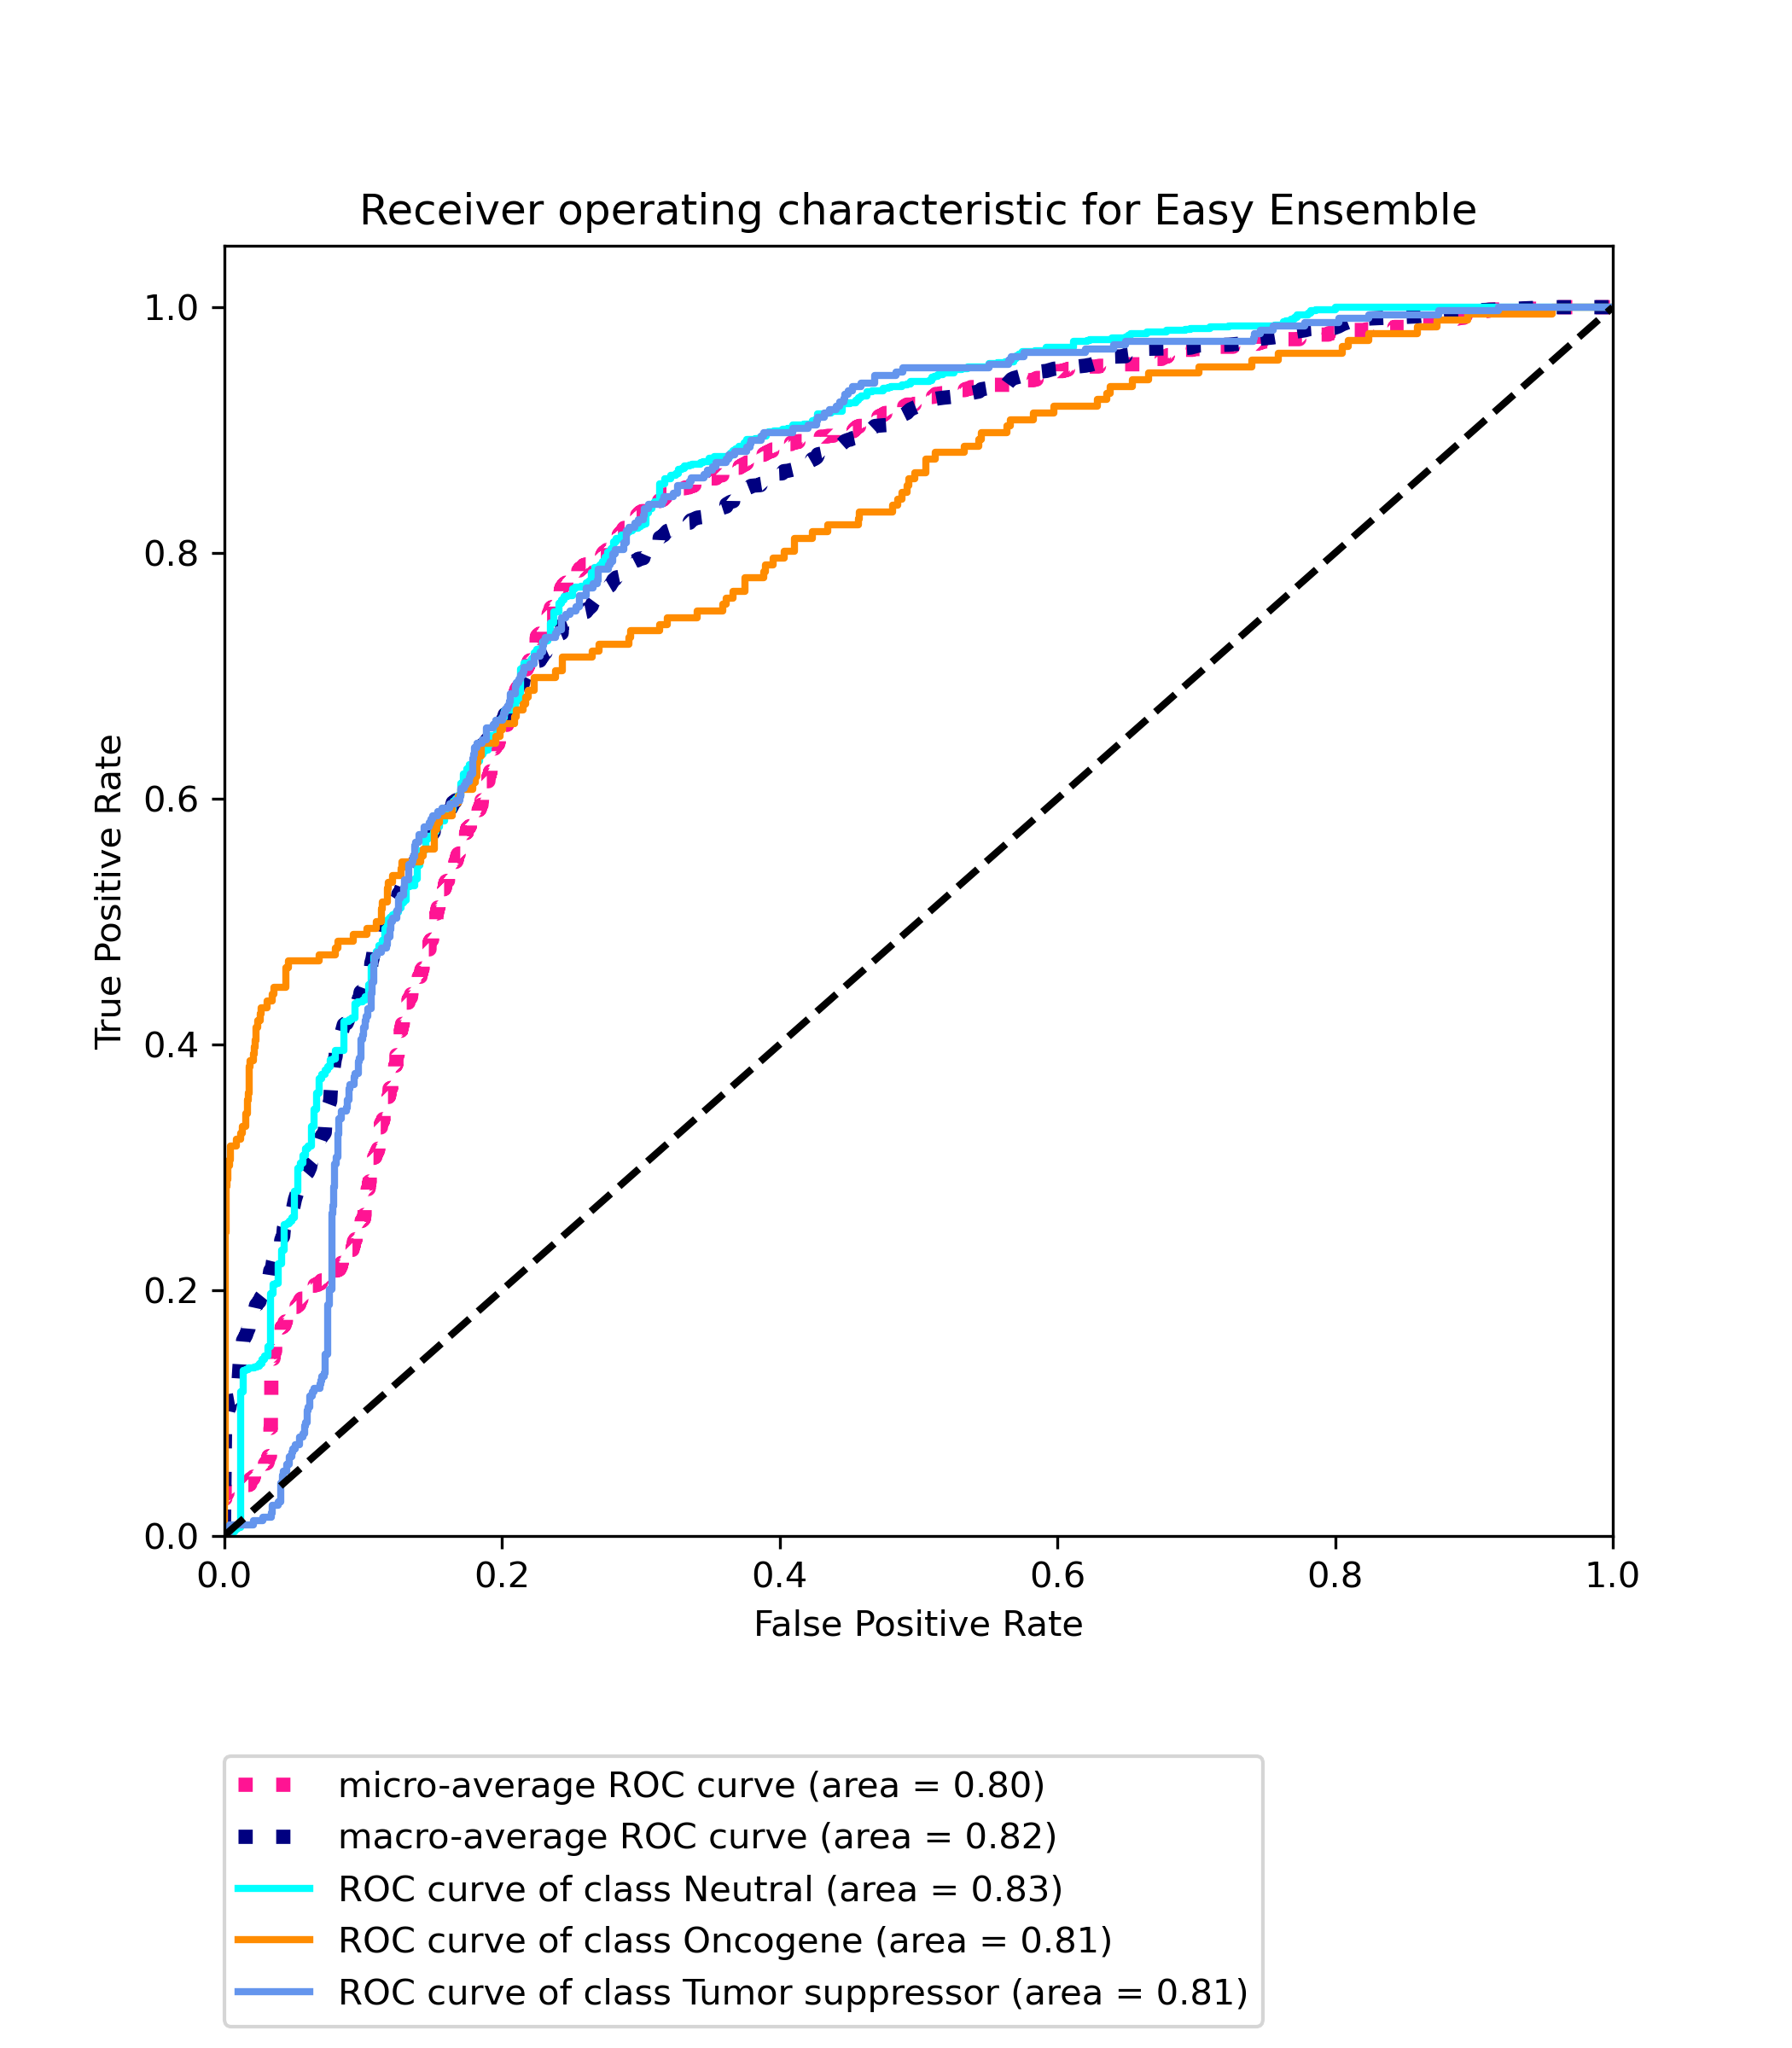 Receiver operating characteristic for Easy Ensemble
True Positive Rate
1.0
0.8
0.6
0.4
0.2
0.0
0.0 0.2 0.4 0.6 0.8 1.0
False Positive Rate
micro-average ROC curve (area = 0.80)
macro-average ROC curve (area = 0.82)
ROC curve of class Neutral (area = 0.83)
ROC curve of class Oncogene (area = 0.81)
ROC curve of class Tumor suppressor (area = 0.81)